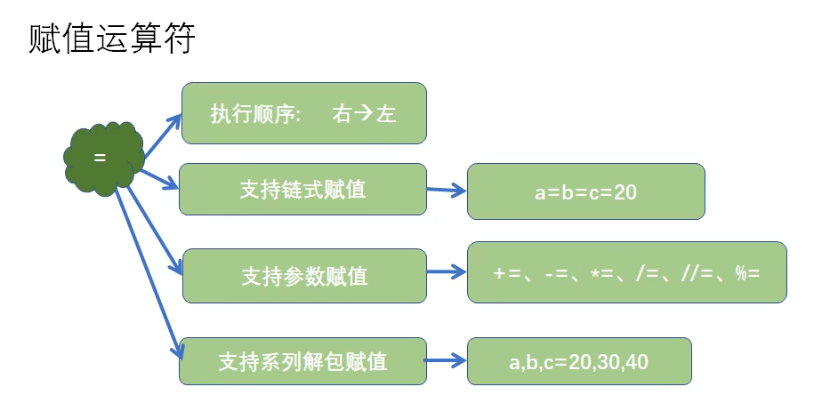 赋值运算符
=
执行顺序: 右→左
支持链式赋值
a=b=c=20
支持参数赋值
+=、-=、*=、/=、//=、%=
支持系列解包赋值
a,b,c=20,30,40